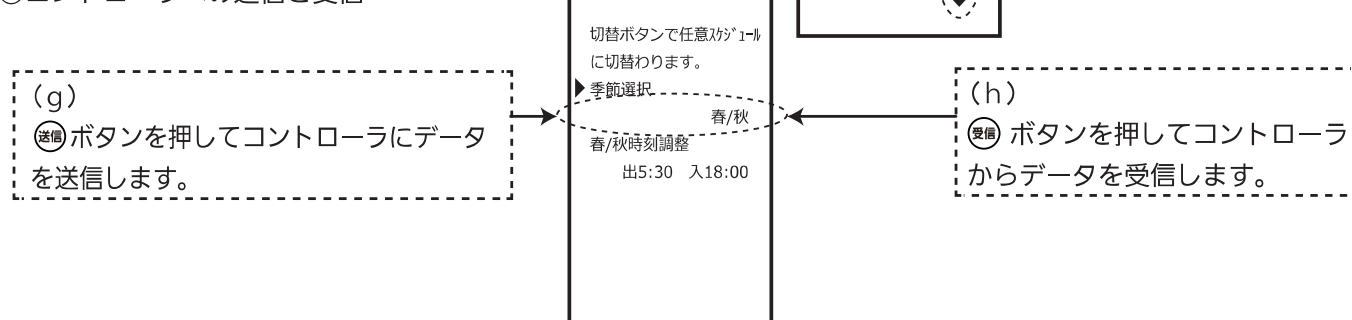 コントローラへの送信と受信
切替ボタンで任意ｽｹｼﾞｭｰﾙ
に切替わります。
季節選択
春/秋
春/秋時刻調整
出5:30 入18:00
(g)
送信ボタンを押してコントローラにデータ
を送信します。
(h)
受信 ボタンを押してコントローラ
からデータを受信します。